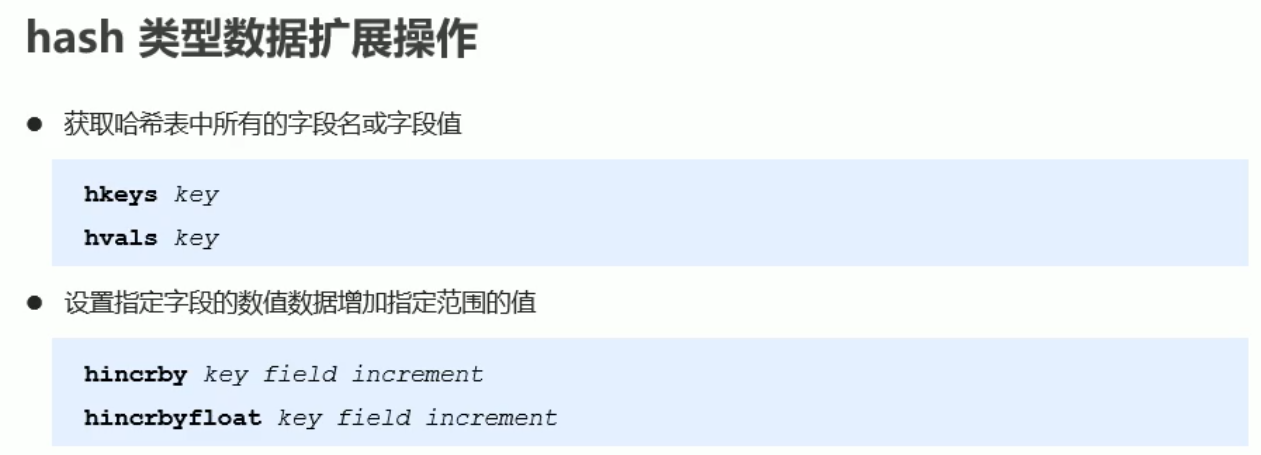 hash 类型数据扩展操作
● 获取哈希表中所有的字段名或字段值
hkeys key
hvals key
● 设置指定字段的数值数据增加指定范围的值
hincrby key field increment
hincrbyfloat key field increment